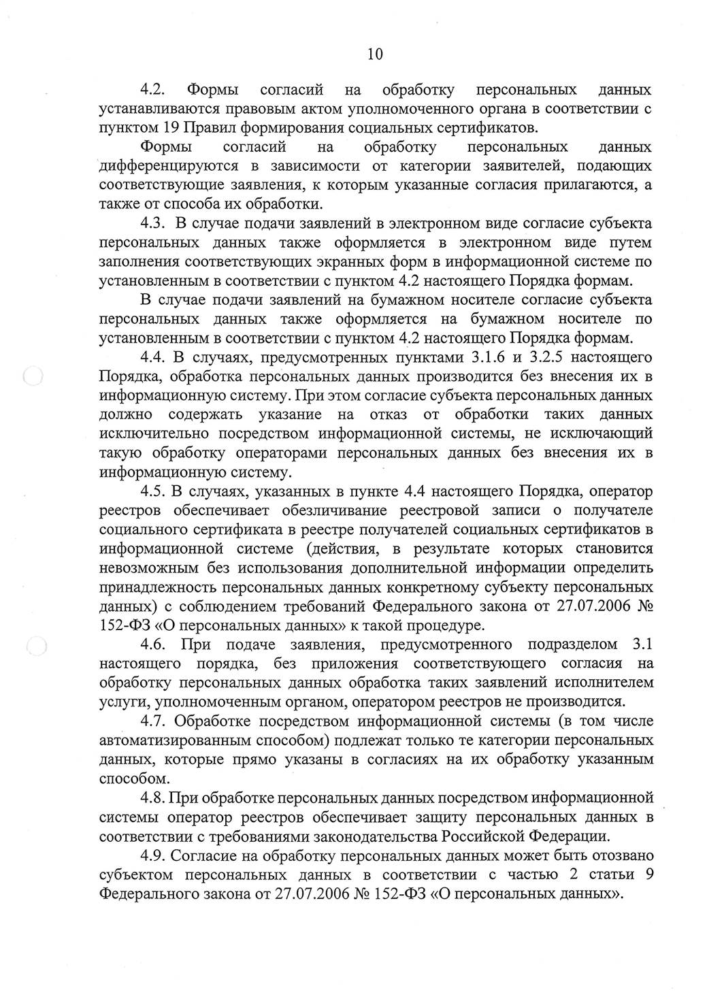 10
4.2. Формы согласий на обработку персональных данных
устанавливаются правовым актом уполномоченного органа в соответствии с
пунктом 19 Правил формирования социальных сертификатов.
Формы согласий на обработку персональных данных
дифференцируются в зависимости от категории заявителей, подающих
соответствующие заявления, к которым указанные согласия прилагаются, а
также от способа их обработки.
4.3. В случае подачи заявлений в электронном виде согласие субъекта
персональных данных также оформляется в электронном виде путем
заполнения соответствующих экранных форм в информационной системе по
установленным в соответствии с пунктом 4.2 настоящего Порядка формам.
В случае подачи заявлений на бумажном носителе согласие субъекта
персональных данных также оформляется на бумажном носителе по
установленным в соответствии с пунктом 4.2 настоящего Порядка формам.
4.4. В случаях, предусмотренных пунктами 3.1.6 и 3.2.5 настоящего
Порядка, обработка персональных данных производится без внесения их в
информационную систему. При этом согласие субъекта персональных данных
должно содержать указание на отказ от обработки таких данных
исключительно посредством информационной системы, не исключающий
такую обработку операторами персональных данных без внесения их в
информационную систему.
4.5. В случаях, указанных в пункте 4.4 настоящего Порядка, оператор
реестров обеспечивает обезличивание реестровой записи о получателе
социального сертификата в реестре получателей социальных сертификатов в
информационной системе (действия, в результате которых становится
невозможным без использования дополнительной информации определить
принадлежность персональных данных конкретному субъекту персональных
данных) с соблюдением требований Федерального закона от 27.07.2006 №
152-ФЗ «О персональных данных» к такой процедуре.
4.6. При подаче заявления, предусмотренного подразделом 3.1
настоящего порядка, без приложения соответствующего согласия на
обработку персональных данных обработка таких заявлений исполнителем
услуги, уполномоченным органом, оператором реестров не производится.
4.7. Обработке посредством информационной системы (в том числе
автоматизированным способом) подлежат только те категории персональных
данных, которые прямо указаны в согласиях на их обработку указанным
способом.
4.8. При обработке персональных данных посредством информационной
системы оператор реестров обеспечивает защиту персональных данных в
соответствии с требованиями законодательства Российской Федерации.
4.9. Согласие на обработку персональных данных может быть отозвано
субъектом персональных данных в соответствии с частью 2 статьи 9
Федерального закона от 27.07.2006 № 152-ФЗ «О персональных данных».